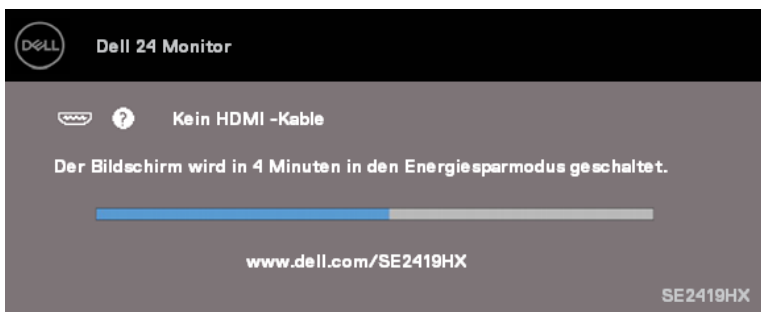 DELL
Dell 24 Monitor
? Kein HDMI -Kable
Der Bildschirm wird in 4 Minuten in den Energiesparmodus geschaltet.
www.dell.com/SE2419HX
SE2419HX